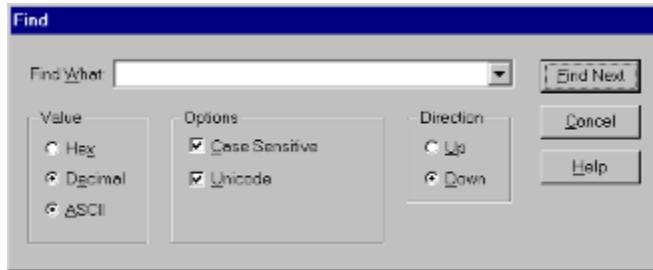 Find
Find What:
Find Next
Value
Options
Direction
Cancel
Hex
Case Sensitive
Up
Decimal
Unicode
Down
Help
ASCII